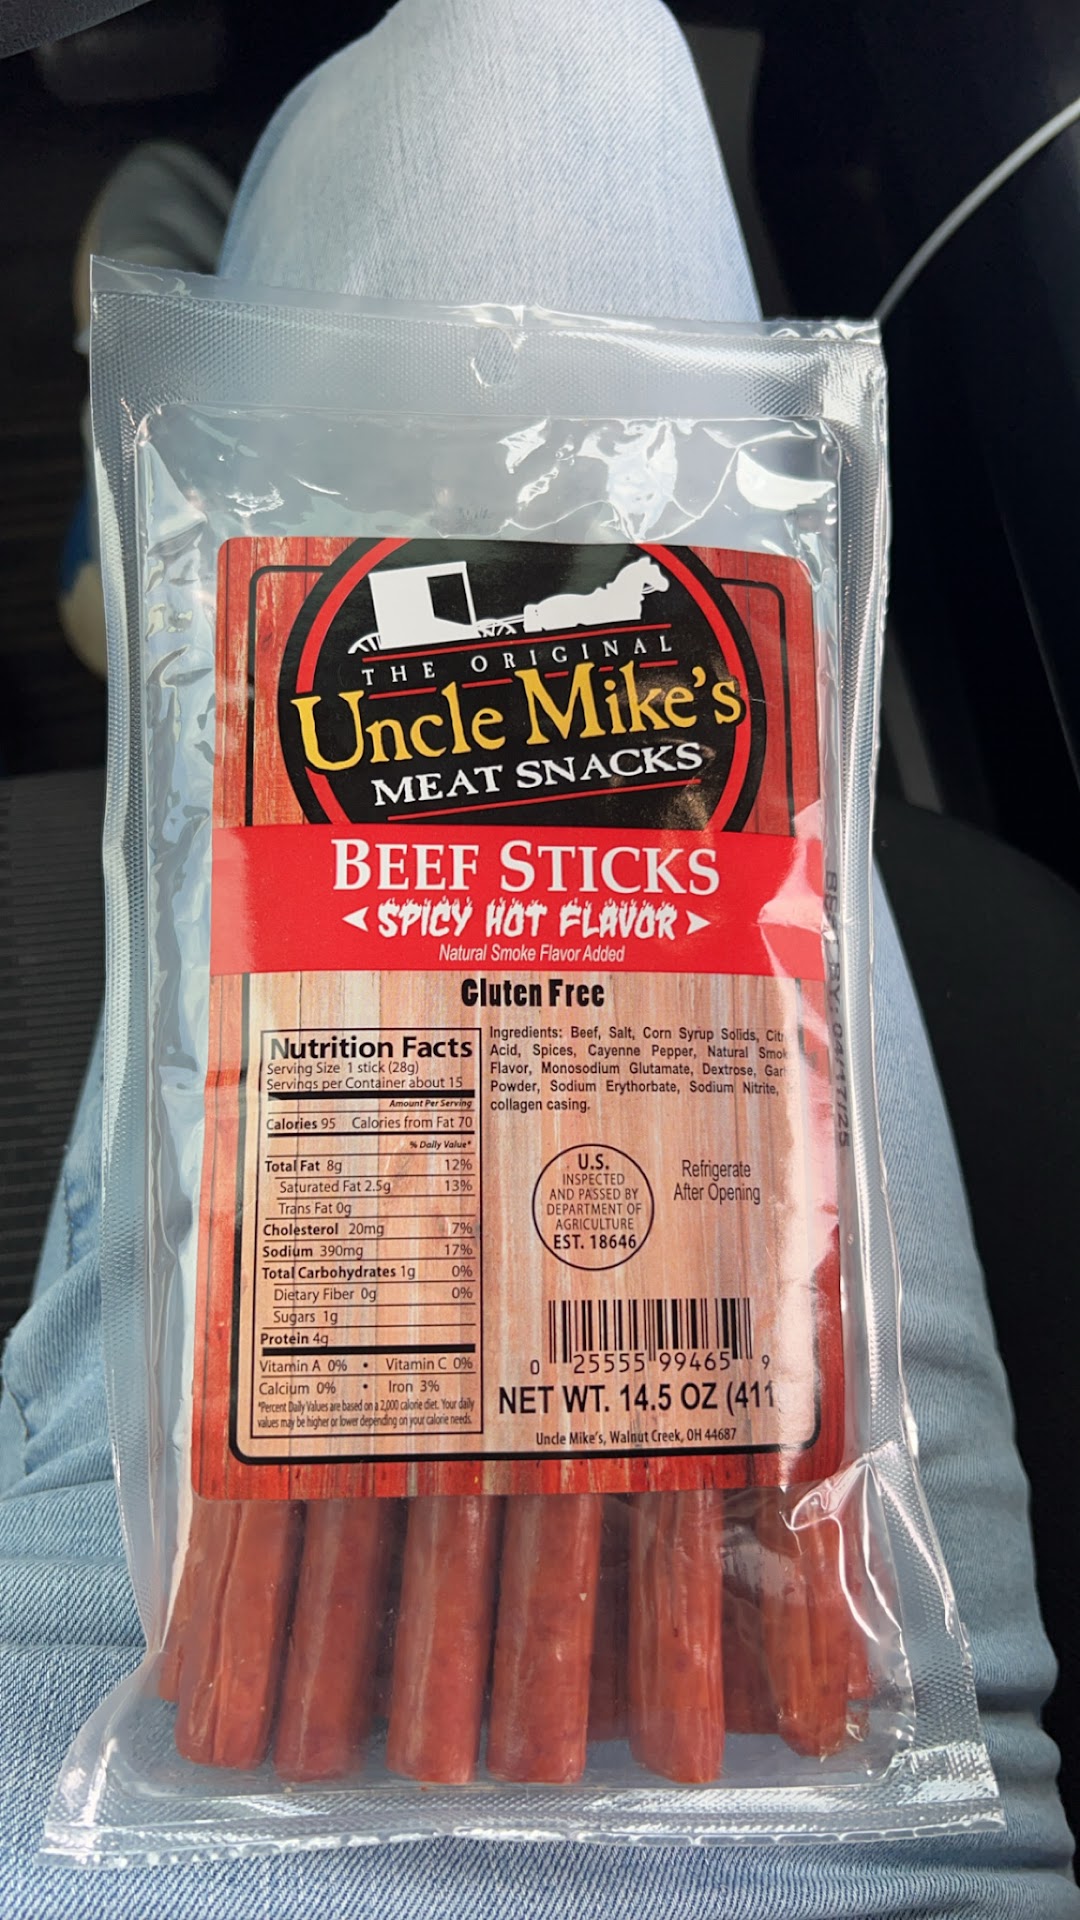 THE ORIGINAL
Uncle Mike's
MEAT SNACKS
BEEF STICKS
SPICY HOT FLAVOR
Natural Smoke Flavor Added
Gluten Free
Nutrition Facts
Serving Size 1 stick (28g)
Servings per Container about 15
Amount Per Serving
Calories 95 Calories from Fat 70
% Daily Value*
Total Fat 8g 12%
Saturated Fat 2.5g 13%
Trans Fat 0g
Cholesterol 20mg 7%
Sodium 390mg 17%
Total Carbohydrates 1g 0%
Dietary Fiber 0g 0%
Sugars 1g
Protein 4g
Vitamin A 0% • Vitamin C 0%
Calcium 0% • Iron 3%
*Percent Daily Values are based on a 2,000 calorie diet. Your daily
values may be higher or lower depending on your calorie needs.
Ingredients: Beef, Salt, Corn Syrup Solids,
Acid, Spices, Cayenne Pepper, Natural
Flavor, Monosodium Glutamate, Dextrose,
Powder, Sodium Erythorbate, Sodium Nitrite,
collagen casing.
U.S.
INSPECTED
AND PASSED BY
DEPARTMENT OF
AGRICULTURE
EST. 18646
Refrigerate
After Opening
0 25555 99465 9
NET WT. 14.5 OZ (411
Uncle Mike's, Walnut Creek, OH 44687